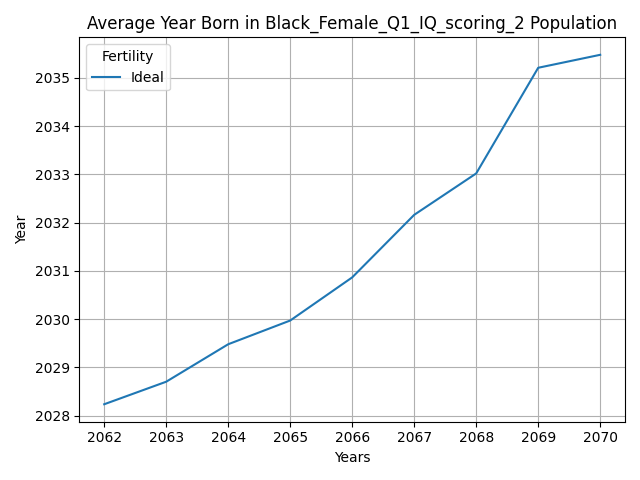 Average Year Born in Black_Female_Q1_IQ_scoring_2 Population
Fertility
Ideal
2035
2034
2033
2032
2031
2030
2029
2028
Year
2062 2063 2064 2065 2066 2067 2068 2069 2070
Years